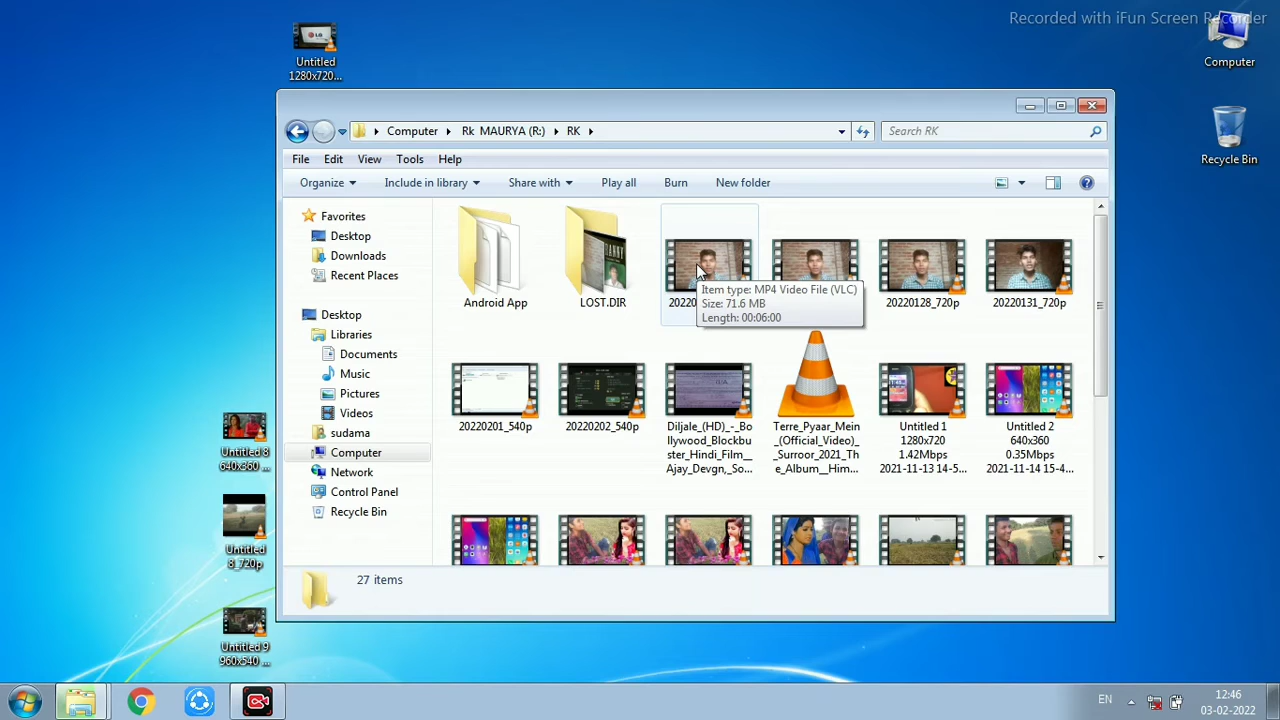 Recorded with iFun Screen Recorder
Untitled
1280x720...
Computer
Recycle Bin
Computer
Rk MAURYA (R:)
RK
Search RK
File Edit View Tools Help
Organize Include in library Share with Play all Burn New folder
Favorites
Desktop
Downloads
Recent Places
Desktop
Libraries
Documents
Music
Pictures
Videos
sudama
Computer
Network
Control Panel
Recycle Bin
Android App
LOST.DIR
20220128_720p
20220131_720p
Item type: MP4 Video File (VLC)
Size: 71.6 MB
Length: 00:06:00
20220201_540p
20220202_540p
Diljale_(HD)_-_Bo
llywood_Blockbu
ster_Hindi_Film__
Ajay_Devgn,_So...
Terre_Pyaar_Mein
_(Official_Video)_
_Surroor_2021_Th
e_Album__Him...
Untitled 1
1280x720
1.42Mbps
2021-11-13 14-5...
Untitled 2
640x360
0.35Mbps
2021-11-14 15-4...
27 items
Untitled 8
640x360 ...
Untitled
8_720p
Untitled 9
960x540 ...
EN
12:46
03-02-2022